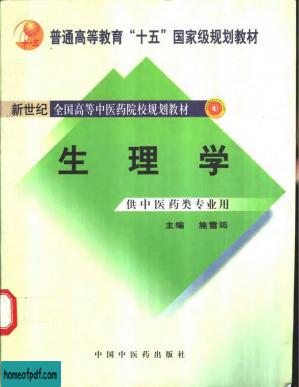 普通高等教育“十五”国家级规划教材
新世纪 全国高等中医药院校规划教材
生理学
供中医药类专业用
主编 施雪筠
中国中医药出版社
homeofpdf.com